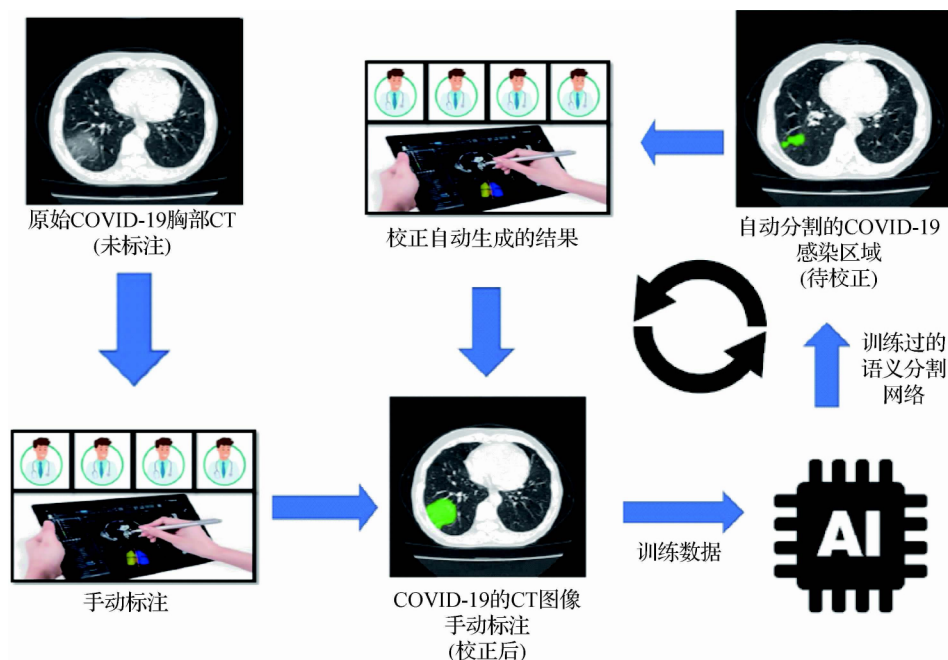 原始COVID-19胸部CT
(未标注)
校正自动生成的结果
自动分割的COVID-19
感染区域
(待校正)
训练过的
语义分割
网络
手动标注
COVID-19的CT图像
手动标注
(校正后)
训练数据
AI